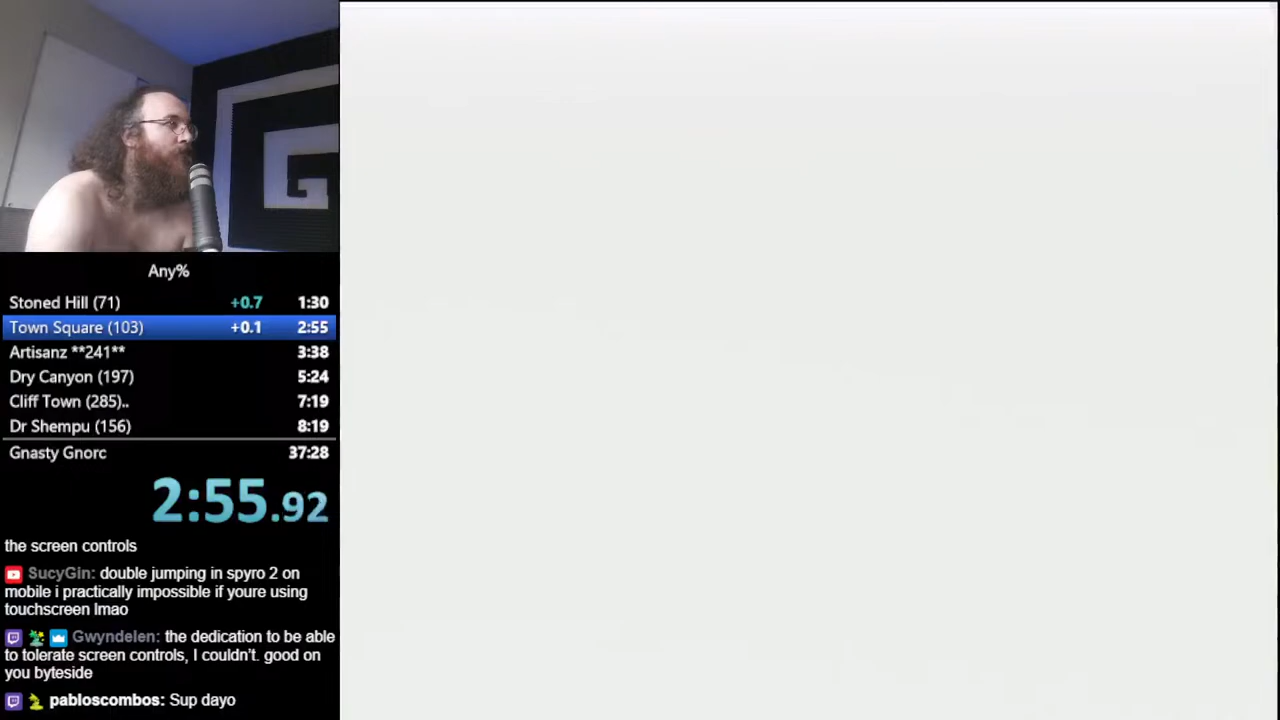 Any%
Stoned Hill (71) +0.7 1:30
Town Square (103) +0.1 2:55
Artisanz **241** 3:38
Dry Canyon (197) 5:24
Cliff Town (285).. 7:19
Dr Shempu (156) 8:19
Gnasty Gnorc 37:28
2:55.92
the screen controls
SucyGin: double jumping in spyro 2 on
mobile i practically impossible if youre using
touchscreen lmao
Gwyndelen: the dedication to be able
to tolerate screen controls, I couldn't. good on
you byteside
pabloscombos: Sup dayo